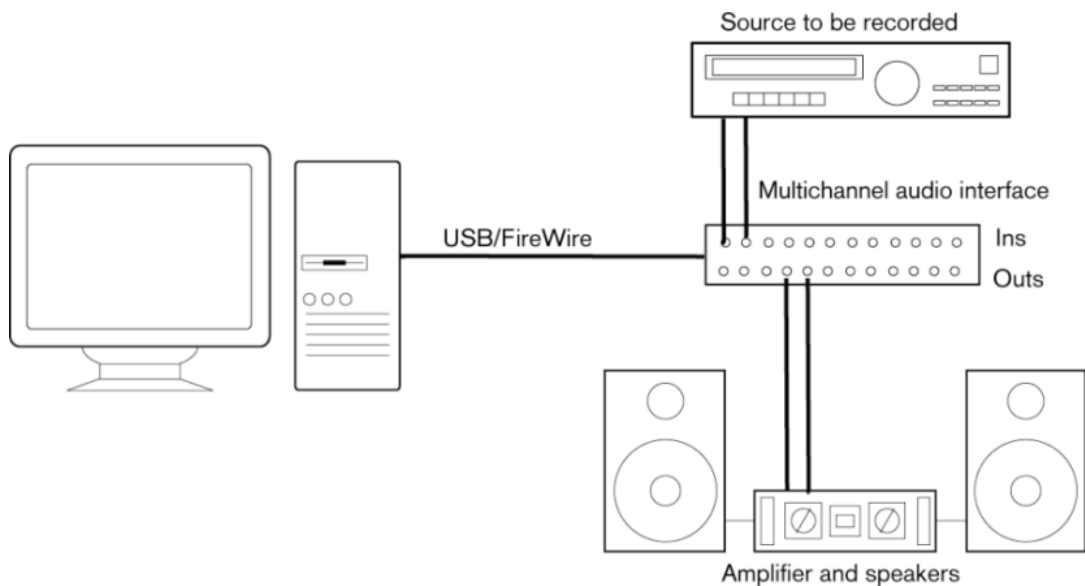 Source to be recorded
Multichannel audio interface
USB/FireWire
Ins
Outs
Amplifier and speakers